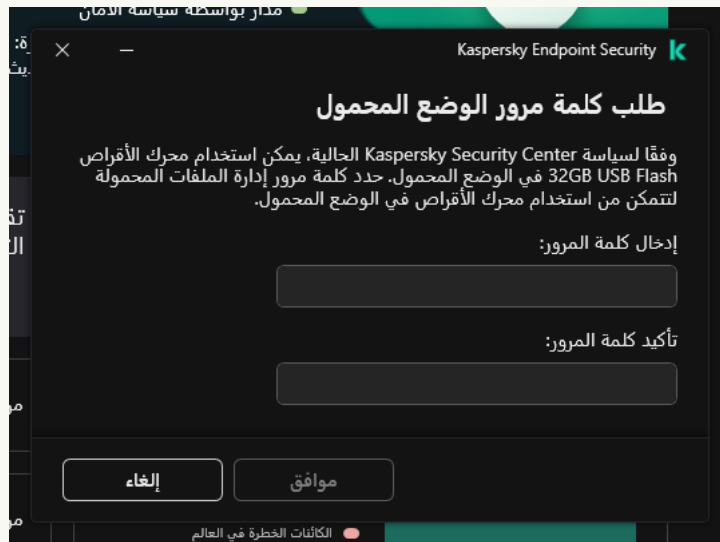 مدار بواسطة سياسة الأمان
Kaspersky Endpoint Security
طلب كلمة مرور الوضع المحمول
وفقًا لسياسة Kaspersky Security Center الحالية، يمكن استخدام محرك الأقراص
32GB USB Flash في الوضع المحمول. حدد كلمة مرور إدارة الملفات المحمولة
لتتمكن من استخدام محرك الأقراص في الوضع المحمول.
إدخال كلمة المرور:
تأكيد كلمة المرور:
موافق
إلغاء
الكائنات الخطرة في العالم